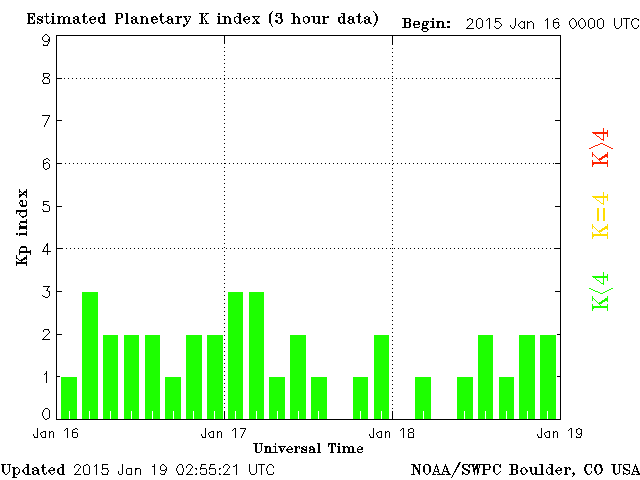 Estimated Planetary K index (3 hour data) Begin: 2015 Jan 16 0000 UTC
9
8
7
6
5
4
3
2
1
0
Kp index
K>4
K=4
K<4
Jan 16 Jan 17 Jan 18 Jan 19
Universal Time
Updated 2015 Jan 19 02:55:21 UTC NOAA/SWPC Boulder, CO USA